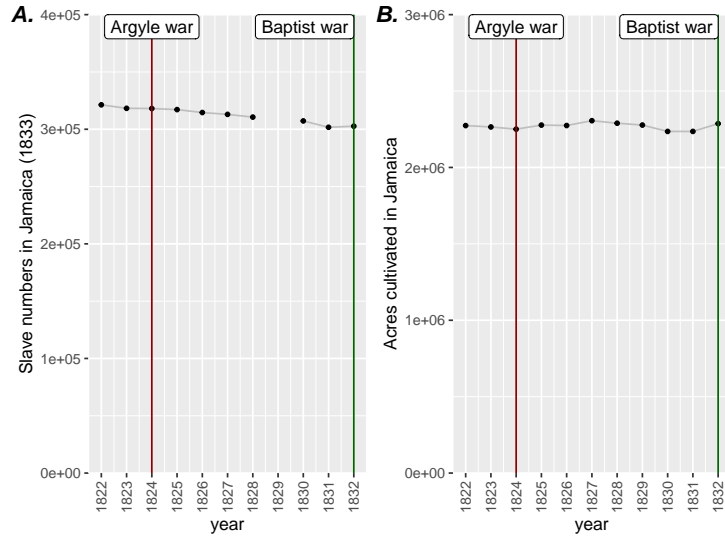 A.
Argyle war
Baptist war
4e+05
3e+05
2e+05
1e+05
0e+00
Slave numbers in Jamaica (1833)
1822
1823
1824
1825
1826
1827
1828
1829
1830
1831
1832
year
B.
Argyle war
Baptist war
3e+06
2e+06
1e+06
0e+00
Acres cultivated in Jamaica
1822
1823
1824
1825
1826
1827
1828
1829
1830
1831
1832
year